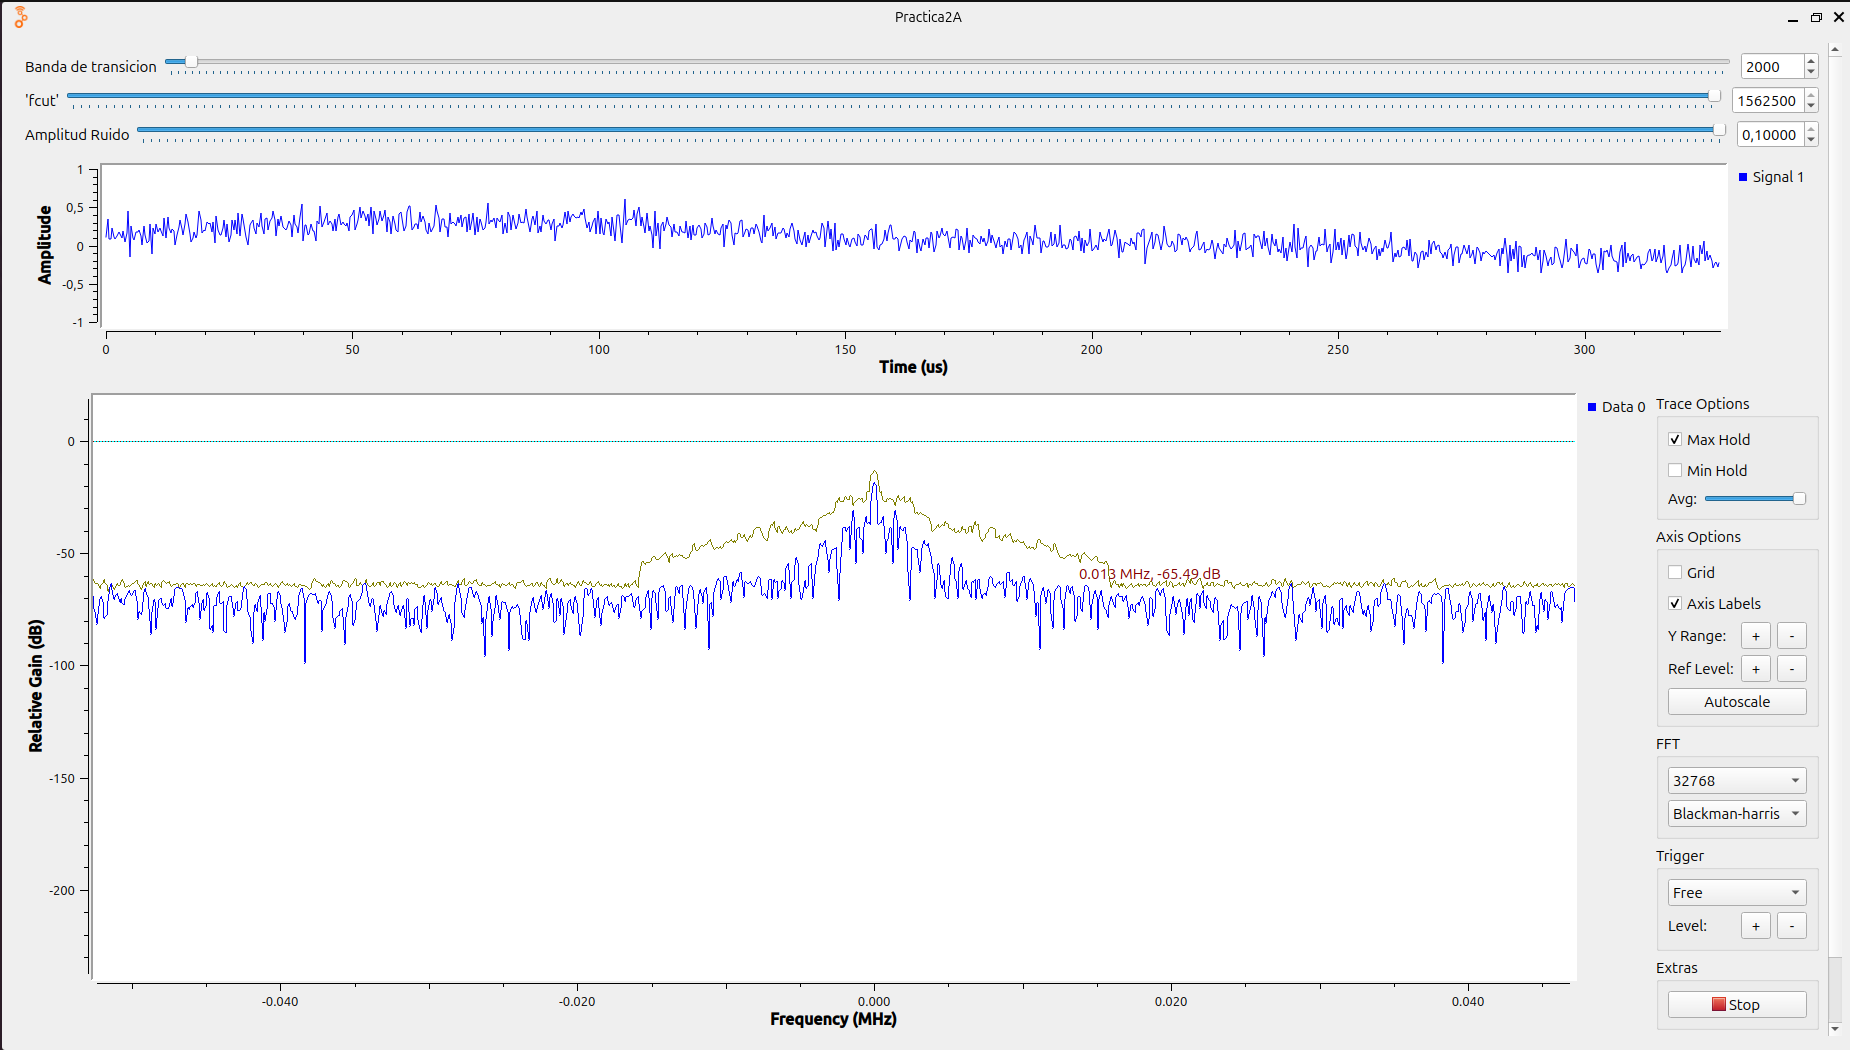 Practica2A
Banda de transicion 2000
'fcut' 1562500
Amplitud Ruido 0,10000
1
0,5
0
-0,5
-1
Amplitude
Signal 1
0 50 100 150 200 250 300
Time (us)
0
-50
-100
-150
-200
Relative Gain (dB)
0.013 MHz, -65.49 dB
-0.040 -0.020 0.000 0.020 0.040
Frequency (MHz)
Data 0
Trace Options
Max Hold
Min Hold
Avg:
Axis Options
Grid
Axis Labels
Y Range: + -
Ref Level: + -
Autoscale
FFT
32768
Blackman-harris
Trigger
Free
Level: + -
Extras
Stop